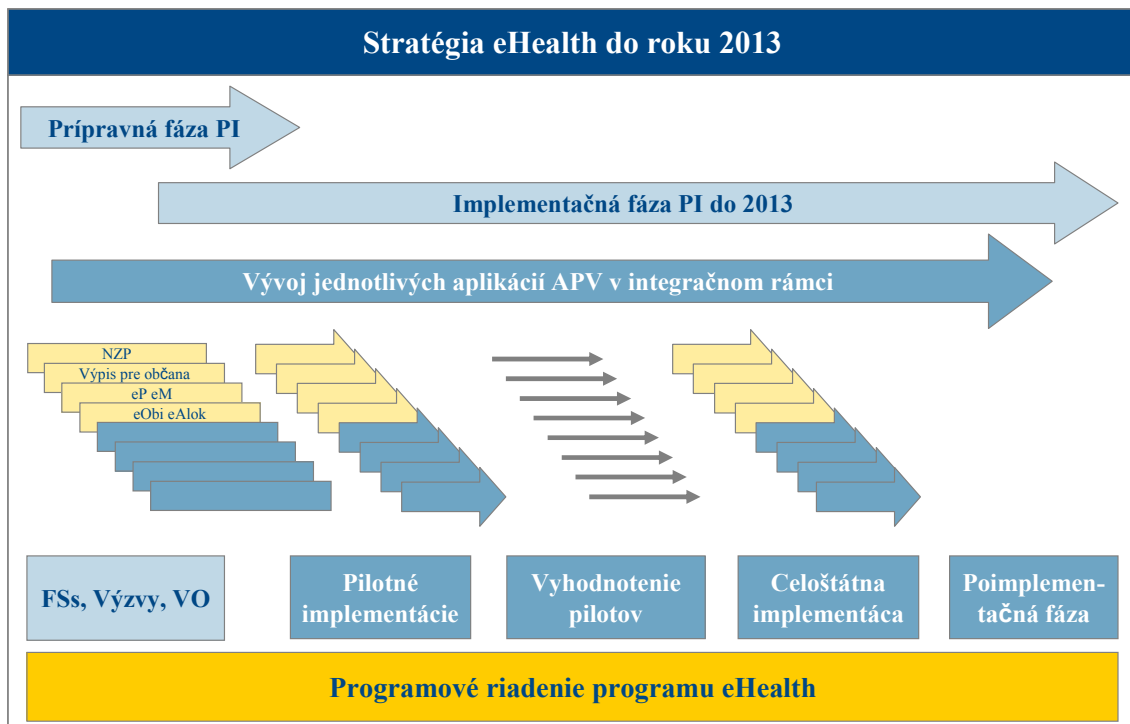 Stratégia eHealth do roku 2013
Prípravná fáza PI
Implementačná fáza PI do 2013
Vývoj jednotlivých aplikácií APV v integračnom rámci
NZP
Výpis pre občana
eP eM
eObi eAlok
FSs, Výzvy, VO
Pilotné
implementácie
Vyhodnotenie
pilotov
Celoštátna
implementáca
Poimplemen-
tačná fáza
Programové riadenie programu eHealth